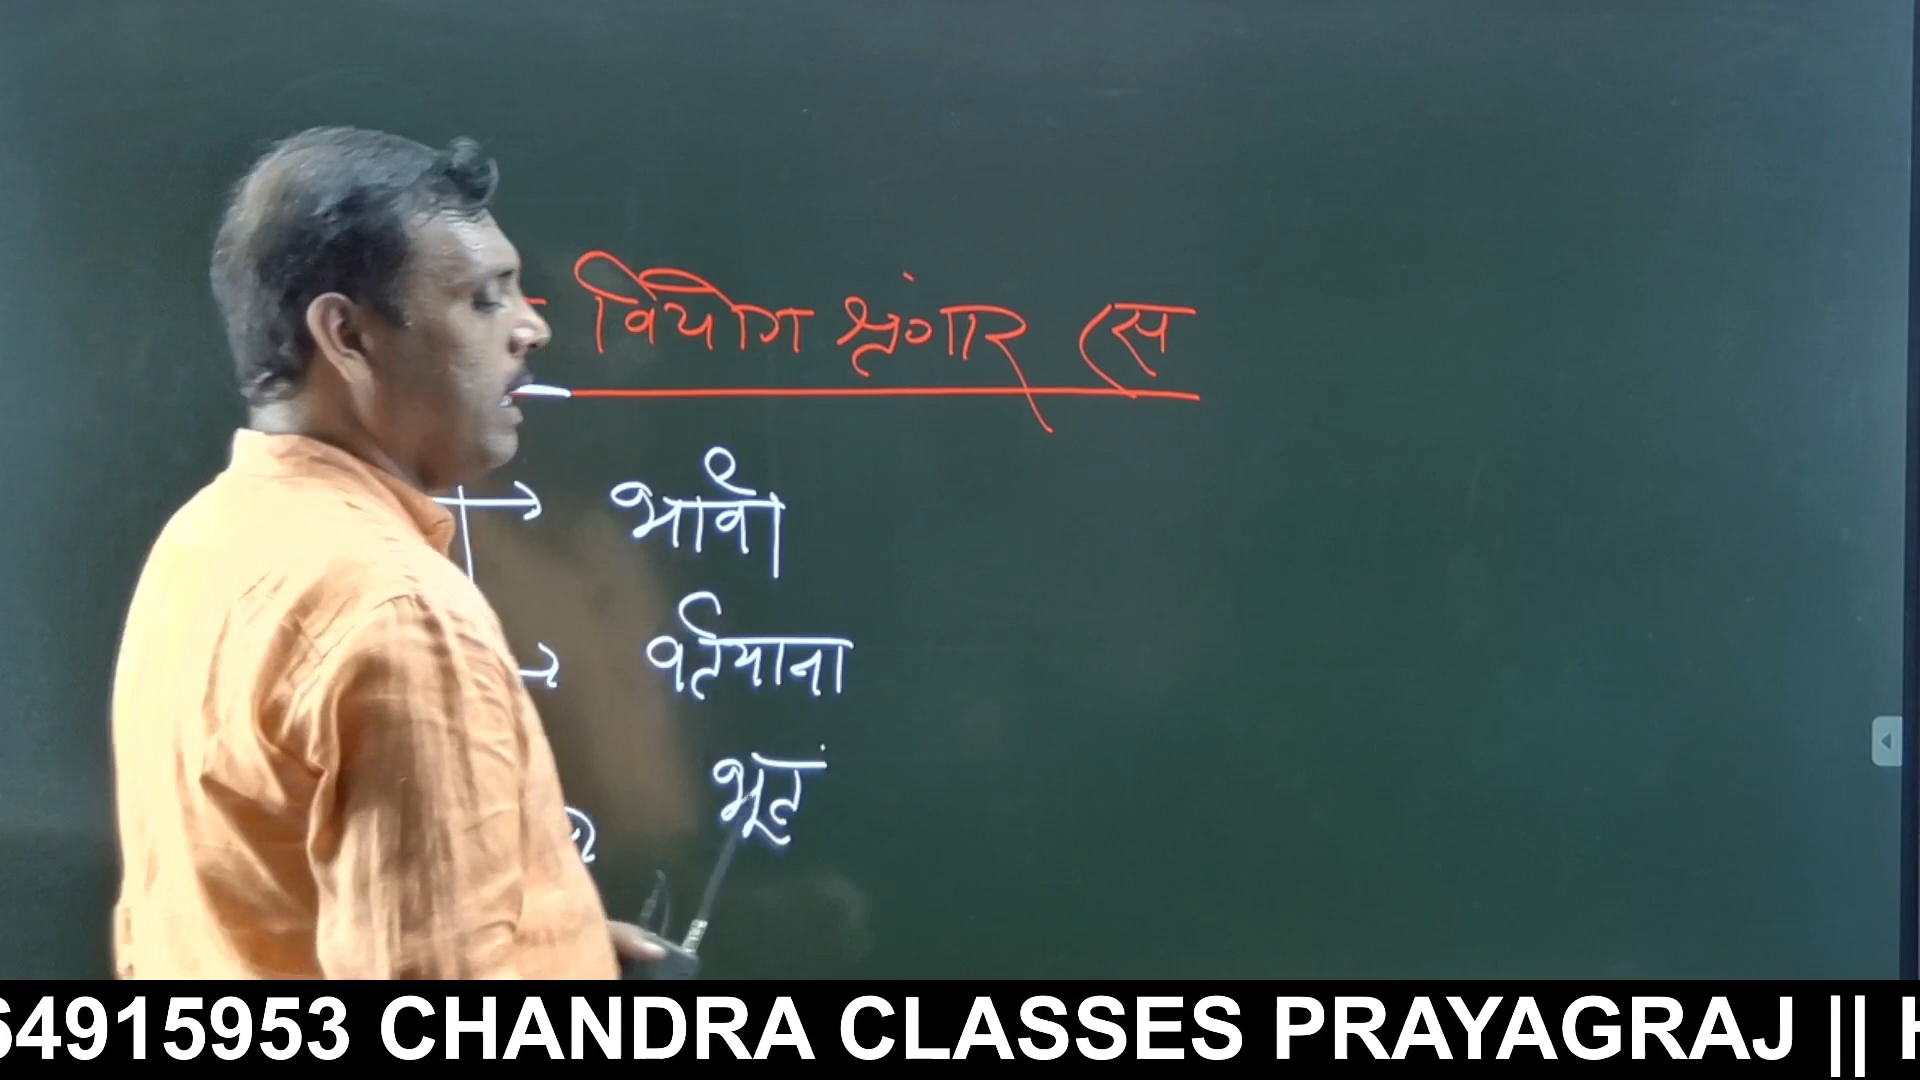 वियोग श्रृंगार रस
भावी
वर्तमाना
भूत
64915953 CHANDRA CLASSES PRAYAGRAJ || H